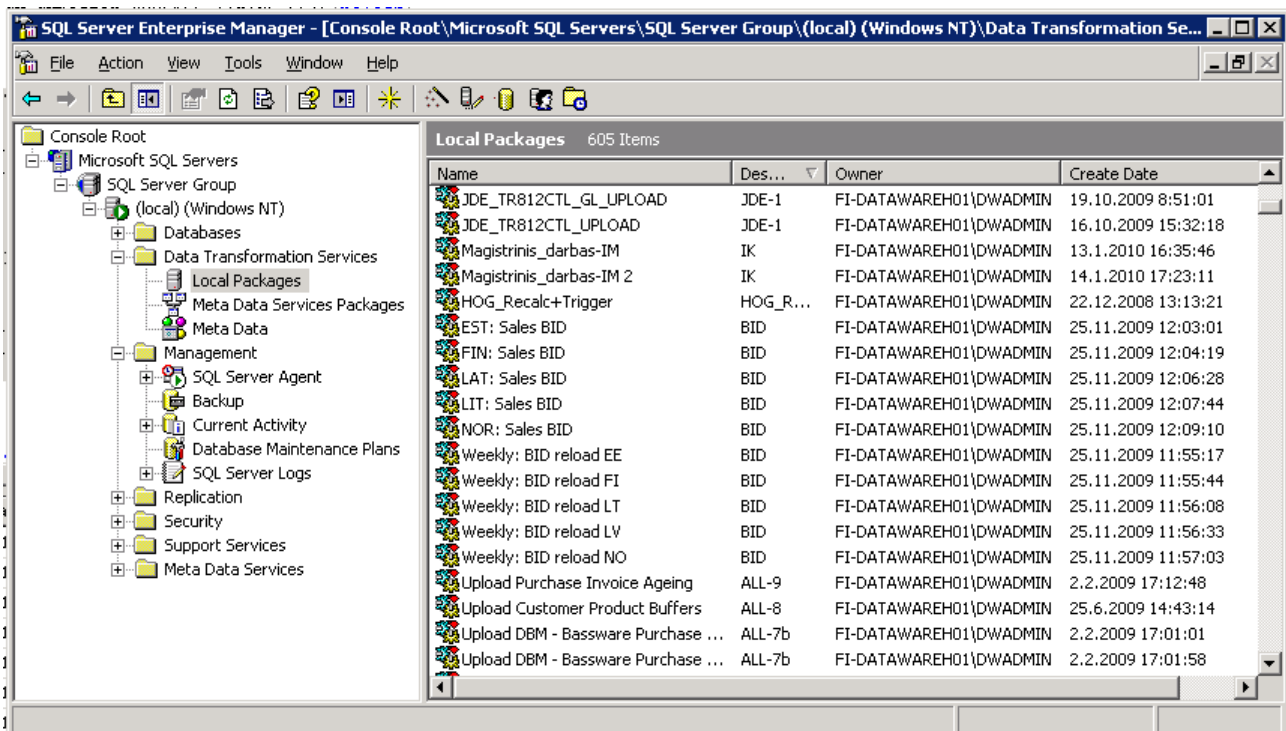 SQL Server Enterprise Manager - [Console Root\Microsoft SQL Servers\SQL Server Group\(local) (Windows NT)\Data Transformation Se...
File Action View Tools Window Help
Console Root
Microsoft SQL Servers
SQL Server Group
(local) (Windows NT)
Databases
Data Transformation Services
Local Packages
Meta Data Services Packages
Meta Data
Management
SQL Server Agent
Backup
Current Activity
Database Maintenance Plans
SQL Server Logs
Replication
Security
Support Services
Meta Data Services
Local Packages 605 Items
Name Des... Owner Create Date
JDE_TR812CTL_GL_UPLOAD JDE-1 FI-DATAWAREH01\DWADMIN 19.10.2009 8:51:01
JDE_TR812CTL_UPLOAD JDE-1 FI-DATAWAREH01\DWADMIN 16.10.2009 15:32:18
Magistrinis_darbas-IM IK FI-DATAWAREH01\DWADMIN 13.1.2010 16:35:46
Magistrinis_darbas-IM 2 IK FI-DATAWAREH01\DWADMIN 14.1.2010 17:23:11
HOG_Recalc+Trigger HOG_R... FI-DATAWAREH01\DWADMIN 22.12.2008 13:13:21
EST: Sales BID BID FI-DATAWAREH01\DWADMIN 25.11.2009 12:03:01
FIN: Sales BID BID FI-DATAWAREH01\DWADMIN 25.11.2009 12:04:19
LAT: Sales BID BID FI-DATAWAREH01\DWADMIN 25.11.2009 12:06:28
LIT: Sales BID BID FI-DATAWAREH01\DWADMIN 25.11.2009 12:07:44
NOR: Sales BID BID FI-DATAWAREH01\DWADMIN 25.11.2009 12:09:10
Weekly: BID reload EE BID FI-DATAWAREH01\DWADMIN 25.11.2009 11:55:17
Weekly: BID reload FI BID FI-DATAWAREH01\DWADMIN 25.11.2009 11:55:44
Weekly: BID reload LT BID FI-DATAWAREH01\DWADMIN 25.11.2009 11:56:08
Weekly: BID reload LV BID FI-DATAWAREH01\DWADMIN 25.11.2009 11:56:33
Weekly: BID reload NO BID FI-DATAWAREH01\DWADMIN 25.11.2009 11:57:03
Upload Purchase Invoice Ageing ALL-9 FI-DATAWAREH01\DWADMIN 2.2.2009 17:12:48
Upload Customer Product Buffers ALL-8 FI-DATAWAREH01\DWADMIN 25.6.2009 14:43:14
Upload DBM - Bassware Purchase ... ALL-7b FI-DATAWAREH01\DWADMIN 2.2.2009 17:01:01
Upload DBM - Bassware Purchase ... ALL-7b FI-DATAWAREH01\DWADMIN 2.2.2009 17:01:58